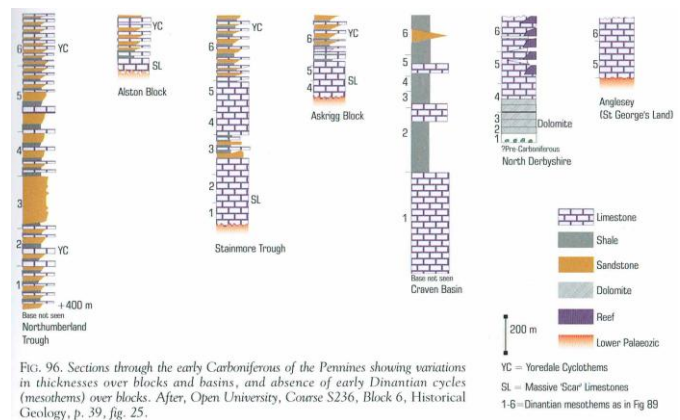 YC
SL
Alston Block
YC
YC
SL
Askrigg Block
6
5
4
3
2
1
YC
YC
+400 m
Base not seen
Northumberland
Trough
6
5
4
3
2
1
SL
Stainmore Trough
6
5
4
6
5
4
3
2
1
Base not seen
Craven Basin
6
5
4
3
2
1
Dolomite
?Pre-Carboniferous
North Derbyshire
6
5
Anglesey
(St George's Land)
Limestone
Shale
Sandstone
Dolomite
Reef
Lower Palaeozic
200 m
YC = Yoredale Cyclothems
SL = Massive 'Scar' Limestones
1-6=Dinantian mesothems as in Fig 89
FIG. 96. Sections through the early Carboniferous of the Pennines showing variations
in thicknesses over blocks and basins, and absence of early Dinantian cycles
(mesothems) over blocks. After, Open University, Course S236, Block 6, Historical
Geology, p. 39, fig. 25.